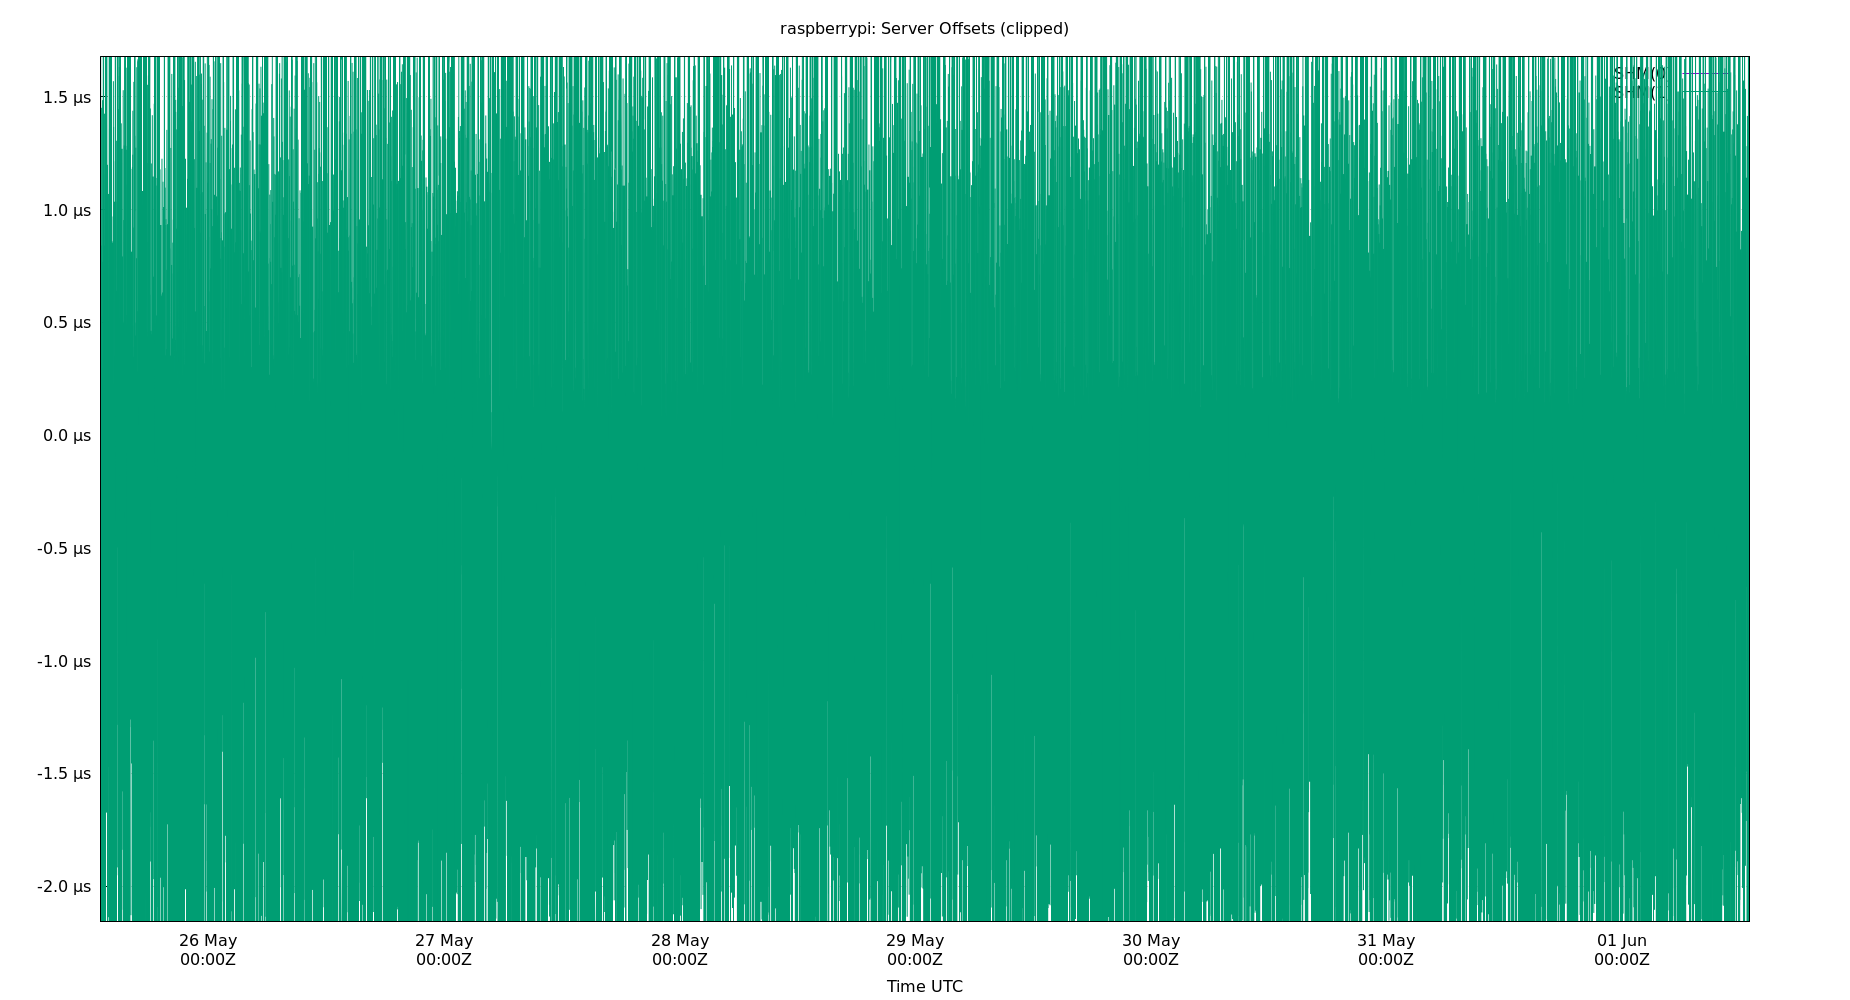 raspberrypi: Server Offsets (clipped)
1.5 µs
1.0 µs
0.5 µs
0.0 µs
-0.5 µs
-1.0 µs
-1.5 µs
-2.0 µs
26 May
00:00Z
27 May
00:00Z
28 May
00:00Z
29 May
00:00Z
30 May
00:00Z
31 May
00:00Z
01 Jun
00:00Z
Time UTC